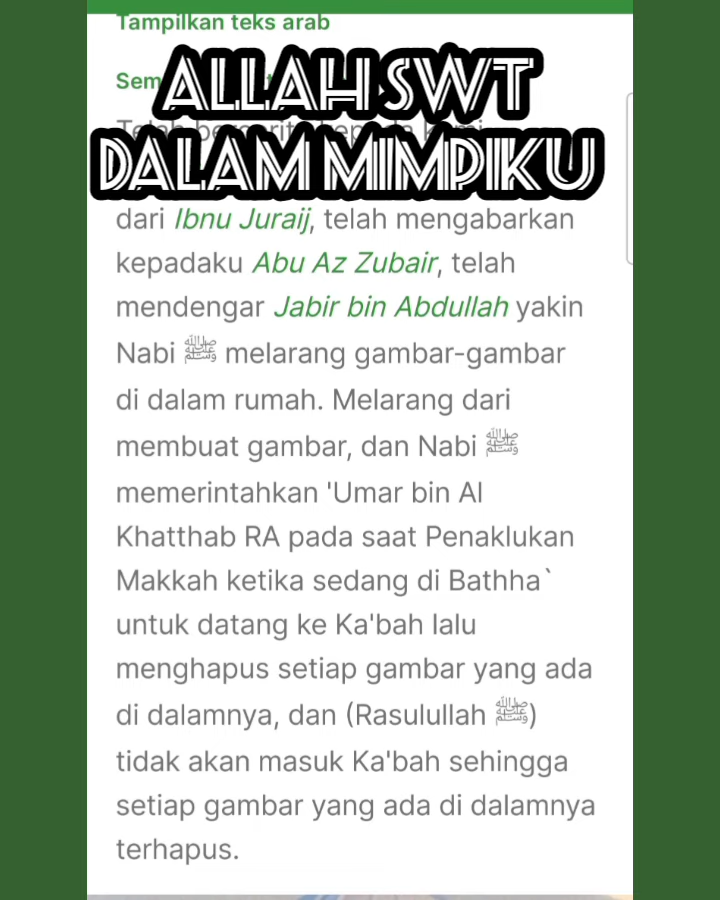 Tampilkan teks arab
ALLAH SWT
DALAM MIMPIKU
dari Ibnu Juraij, telah mengabarkan
kepadaku Abu Az Zubair, telah
mendengar Jabir bin Abdullah yakin
Nabi ﷺ melarang gambar-gambar
di dalam rumah. Melarang dari
membuat gambar, dan Nabi ﷺ
memerintahkan 'Umar bin Al
Khatthab RA pada saat Penaklukan
Makkah ketika sedang di Bathha`
untuk datang ke Ka'bah lalu
menghapus setiap gambar yang ada
di dalamnya, dan (Rasulullah ﷺ)
tidak akan masuk Ka'bah sehingga
setiap gambar yang ada di dalamnya
terhapus.